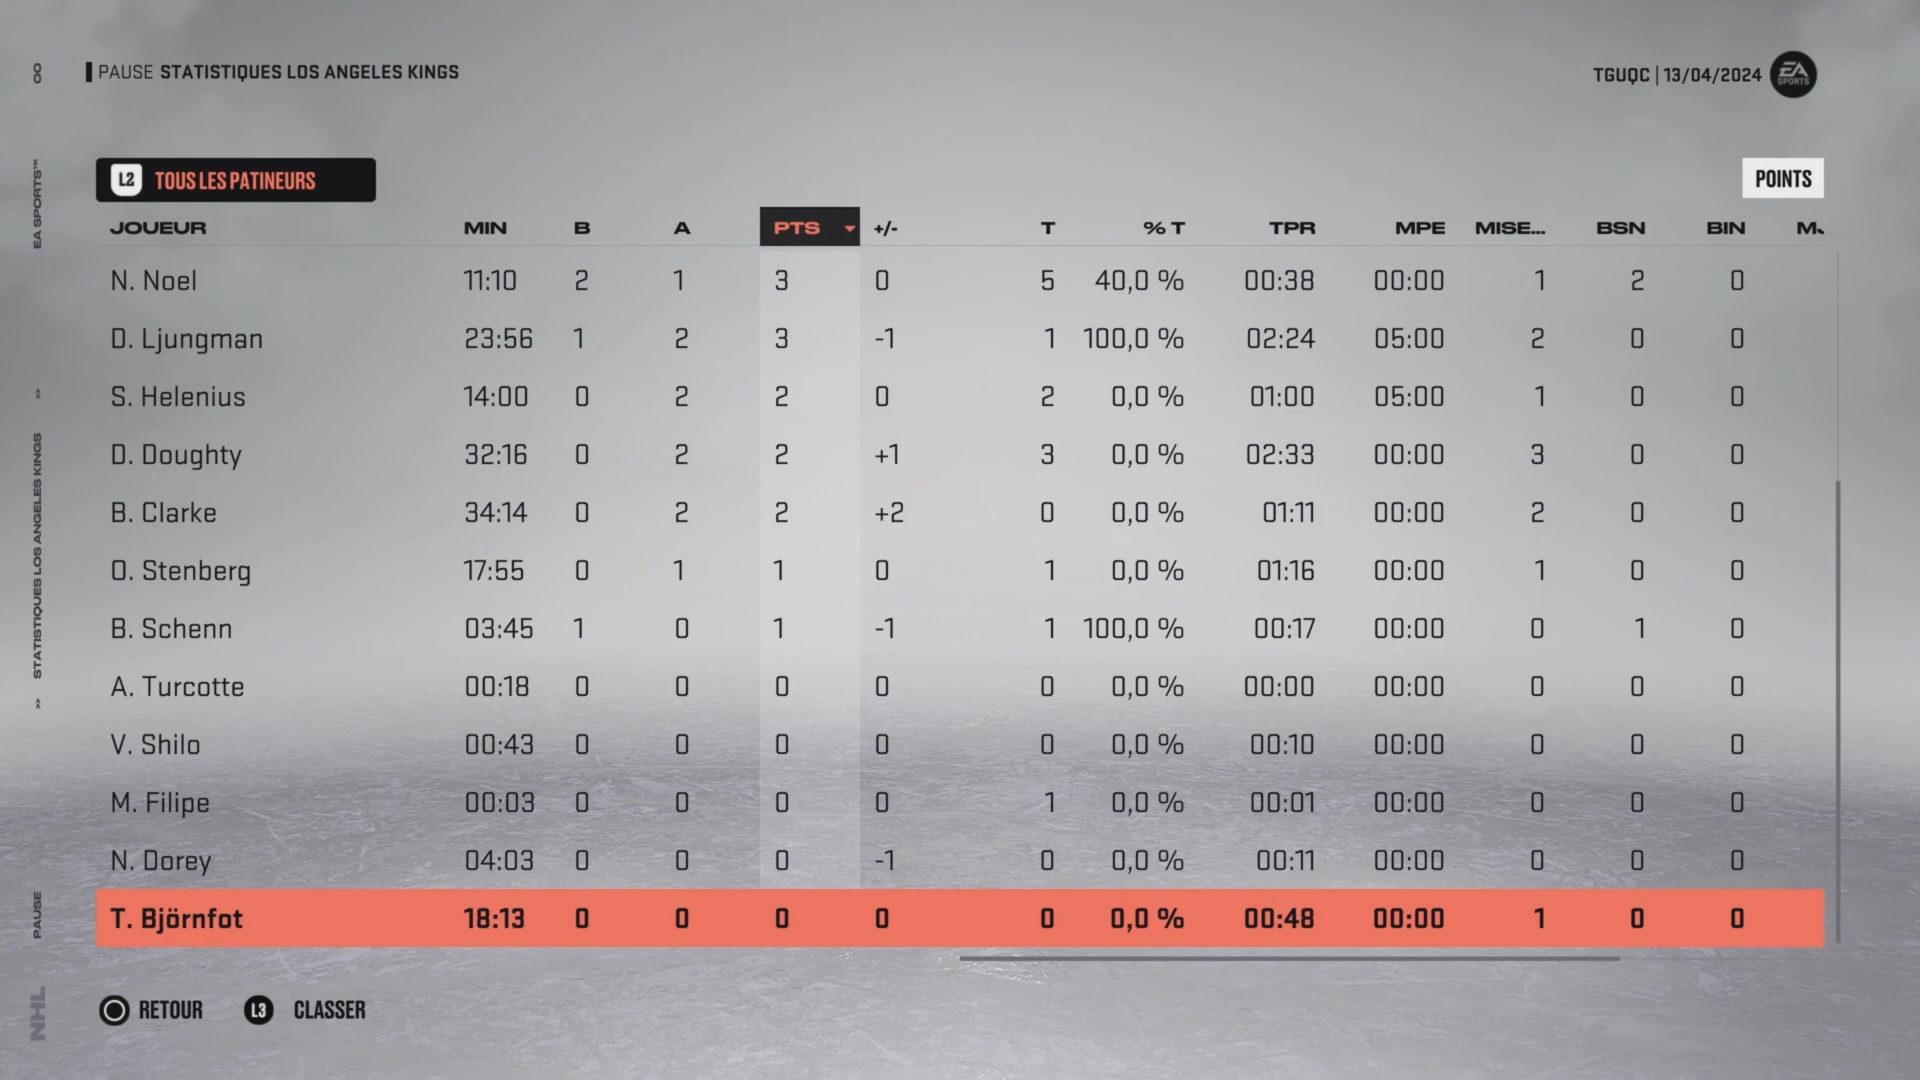 PAUSE STATISTIQUES LOS ANGELES KINGS
TGUQC | 13/04/2024
EA SPORTS
L2 TOUS LES PATINEURS
POINTS
JOUEUR MIN B A PTS +/- T % T TPR MPE MISE... BSN BIN
N. Noel 11:10 2 1 3 0 5 40,0 % 00:38 00:00 1 2 0
D. Ljungman 23:56 1 2 3 -1 1 100,0 % 02:24 05:00 2 0 0
S. Helenius 14:00 0 2 2 0 2 0,0 % 01:00 05:00 1 0 0
D. Doughty 32:16 0 2 2 +1 3 0,0 % 02:33 00:00 3 0 0
B. Clarke 34:14 0 2 2 +2 0 0,0 % 01:11 00:00 2 0 0
O. Stenberg 17:55 0 1 1 0 1 0,0 % 01:16 00:00 1 0 0
B. Schenn 03:45 1 0 1 -1 1 100,0 % 00:17 00:00 0 1 0
A. Turcotte 00:18 0 0 0 0 0 0,0 % 00:00 00:00 0 0 0
V. Shilo 00:43 0 0 0 0 0 0,0 % 00:10 00:00 0 0 0
M. Filipe 00:03 0 0 0 0 1 0,0 % 00:01 00:00 0 0 0
N. Dorey 04:03 0 0 0 -1 0 0,0 % 00:11 00:00 0 0 0
T. Björnfot 18:13 0 0 0 0 0 0,0 % 00:48 00:00 1 0 0
RETOUR L3 CLASSER
NHL PAUSE >> STATISTIQUES LOS ANGELES KINGS >> EA SPORTS™